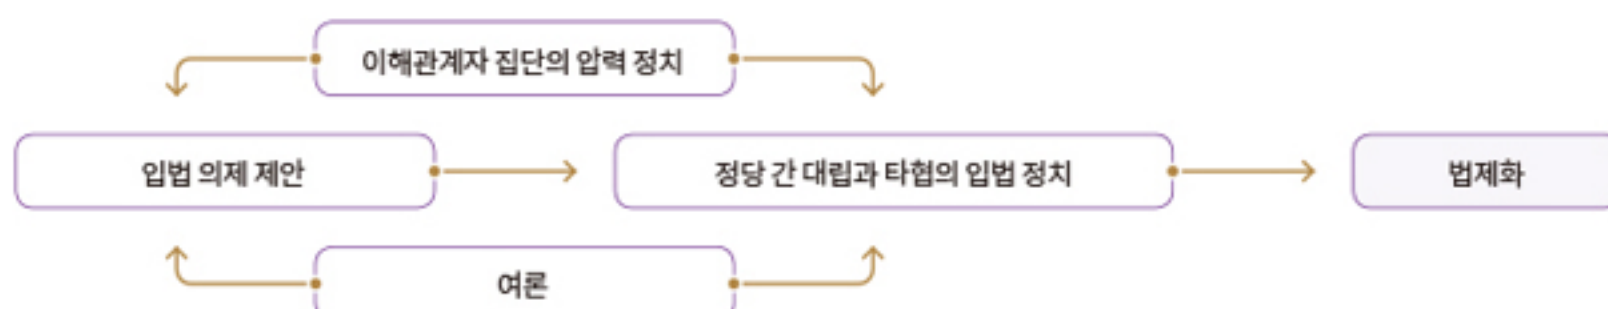 이해관계자 집단의 압력 정치
입법 의제 제안
정당 간 대립과 타협의 입법 정치
법제화
여론